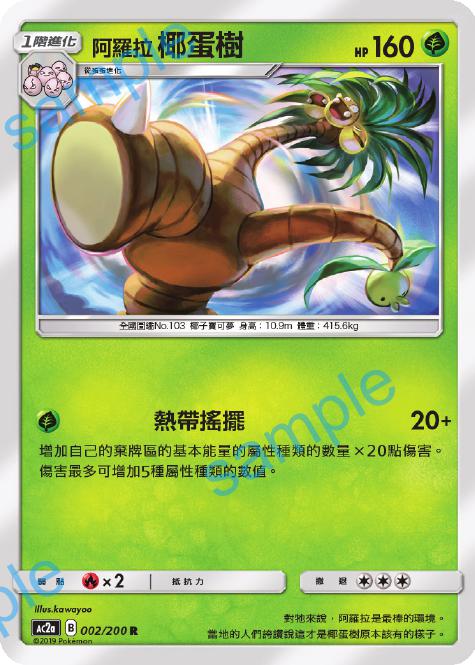 1階進化
阿羅拉 椰蛋樹
HP 160
從蛋蛋進化
全國圖鑑No.103 椰子寶可夢 身高：10.9m 體重：415.6kg
熱帶搖擺 20+
增加自己的棄牌區的基本能量的屬性種類的數量×20點傷害。
傷害最多可增加5種屬性種類的數值。
弱點 ×2 抵抗力 撤退
illus.kawayoo
AC2a B 002/200 R
©2019 Pokémon
對牠來說，阿羅拉是最棒的環境。
當地的人們誇讚說這才是椰蛋樹原本該有的樣子。
sample
sample
sample